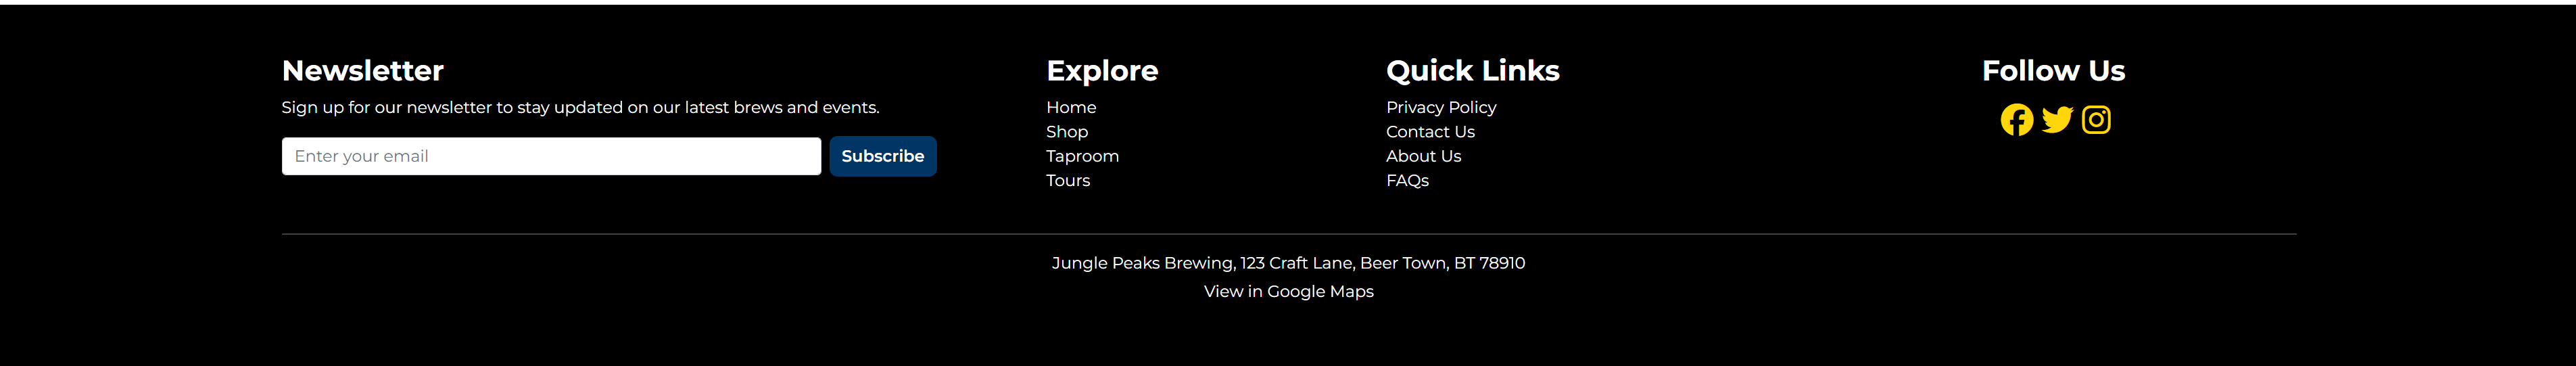 Newsletter
Sign up for our newsletter to stay updated on our latest brews and events.
Enter your email
Subscribe
Explore
Home
Shop
Taproom
Tours
Quick Links
Privacy Policy
Contact Us
About Us
FAQs
Follow Us
Jungle Peaks Brewing, 123 Craft Lane, Beer Town, BT 78910
View in Google Maps